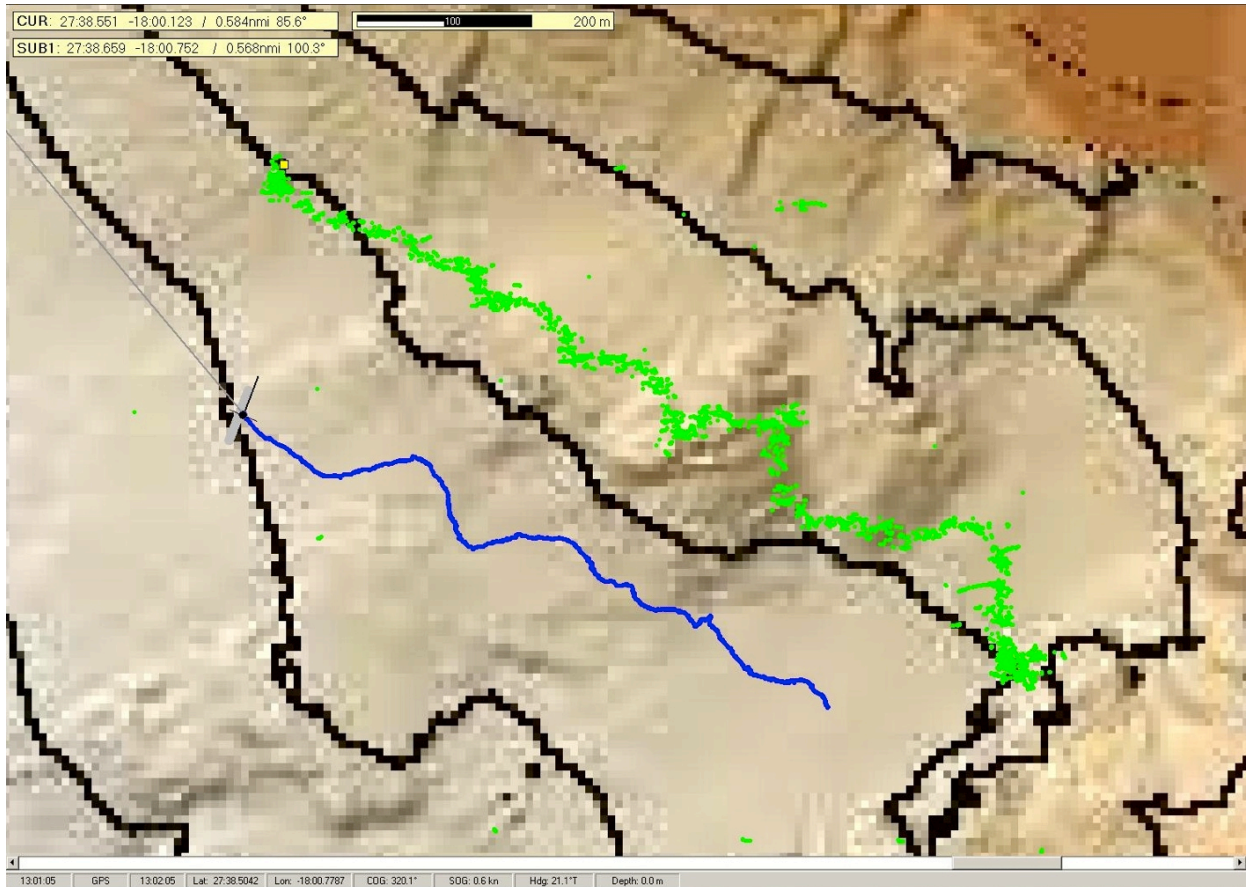 CUR: 27:38.551 -18:00.123 / 0.584nmi 85.6°
100 200 m
SUB1: 27:38.659 -18:00.752 / 0.568nmi 100.3°
13:01:05 GPS 13:02:05 Lat: 27:38.5042 Lon: -18:00.7787 COG: 320.1° SOG: 0.6 kn Hdg: 21.1°T Depth: 0.0 m